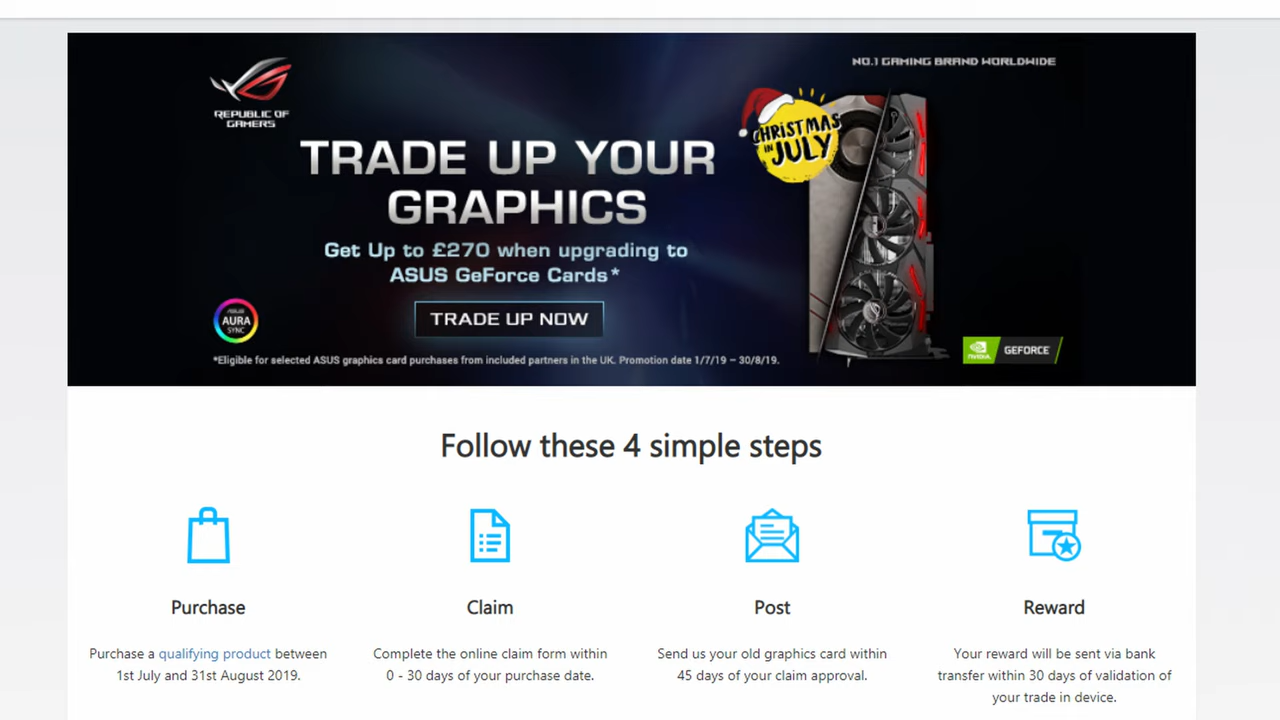 NO.1 GAMING BRAND WORLDWIDE
REPUBLIC OF
GAMERS
CHRISTMAS
IN
JULY
TRADE UP YOUR
GRAPHICS
Get Up to £270 when upgrading to
ASUS GeForce Cards*
TRADE UP NOW
ASUS
AURA
SYNC
NVIDIA.
GEFORCE
*Eligible for selected ASUS graphics card purchases from included partners in the UK. Promotion date 1/7/19 – 30/8/19.
Follow these 4 simple steps
Purchase
Purchase a qualifying product between
1st July and 31st August 2019.
Claim
Complete the online claim form within
0 - 30 days of your purchase date.
Post
Send us your old graphics card within
45 days of your claim approval.
Reward
Your reward will be sent via bank
transfer within 30 days of validation of
your trade in device.